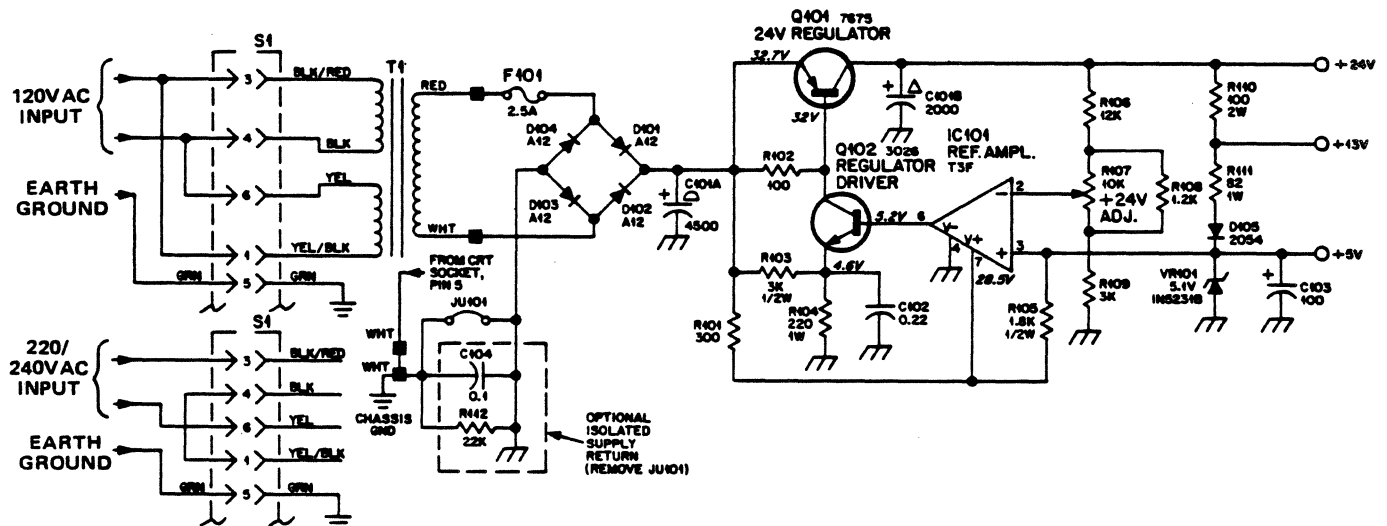 S1
120VAC
INPUT
3
BLK/RED
4
BLK
6
YEL
1
YEL/BLK
EARTH
GROUND
GRN
5
GRN
T1
RED
WHT
F101
2.5A
D104
A12
D101
A12
D103
A12
D102
A12
C101A
+
4500
Q101 7675
24V REGULATOR
32.7V
32V
+
C101B
2000
R102
100
Q102 3026
REGULATOR
DRIVER
5.2V
4.6V
IC101
REF. AMPL.
T3F
6
V-
4
V+
7
2
-
3
+
28.5V
R103
3K
1/2W
R101
300
R104
220
1W
C102
0.22
R105
1.8K
1/2W
R106
12K
R107
10K
+24V
ADJ.
R108
1.2K
R109
3K
R110
100
2W
R111
82
1W
D105
2054
VR101
5.1V
1N5231B
+
C103
100
+24V
+13V
+5V
FROM CRT
SOCKET,
PIN 5
JU101
WHT
WHT
CHASSIS
GND
C104
0.1
R112
22K
OPTIONAL
ISOLATED
SUPPLY
RETURN
(REMOVE JU101)
S1
220/
240VAC
INPUT
3
BLK/RED
4
BLK
6
YEL
1
YEL/BLK
EARTH
GROUND
GRN
5
GRN